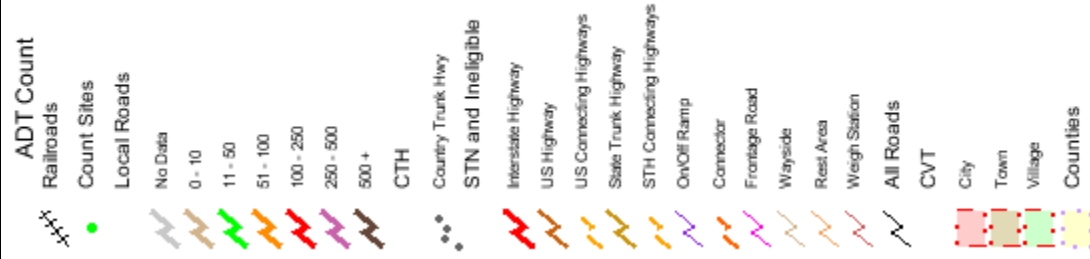 ADT Count
Railroads
Count Sites
Local Roads
No Data
0 - 10
11 - 50
51 - 100
100 - 250
250 - 500
500 +
CTH
Country Trunk Hwy
STN and Ineligible
Interstate Highway
US Highway
US Connecting Highways
State Trunk Highway
STH Connecting Highways
On/Off Ramp
Connector
Frontage Road
Wayside
Rest Area
Weigh Station
All Roads
CVT
City
Town
Village
Counties